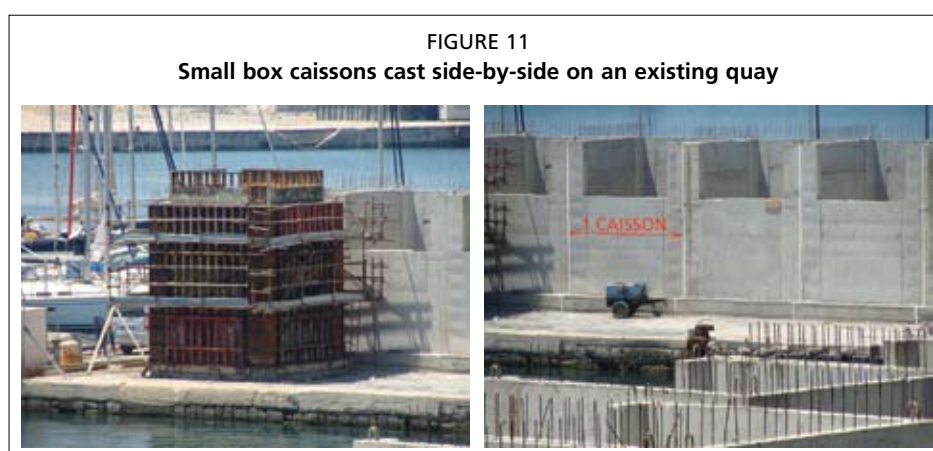 FIGURE 11
Small box caissons cast side-by-side on an existing quay
1 CAISSON